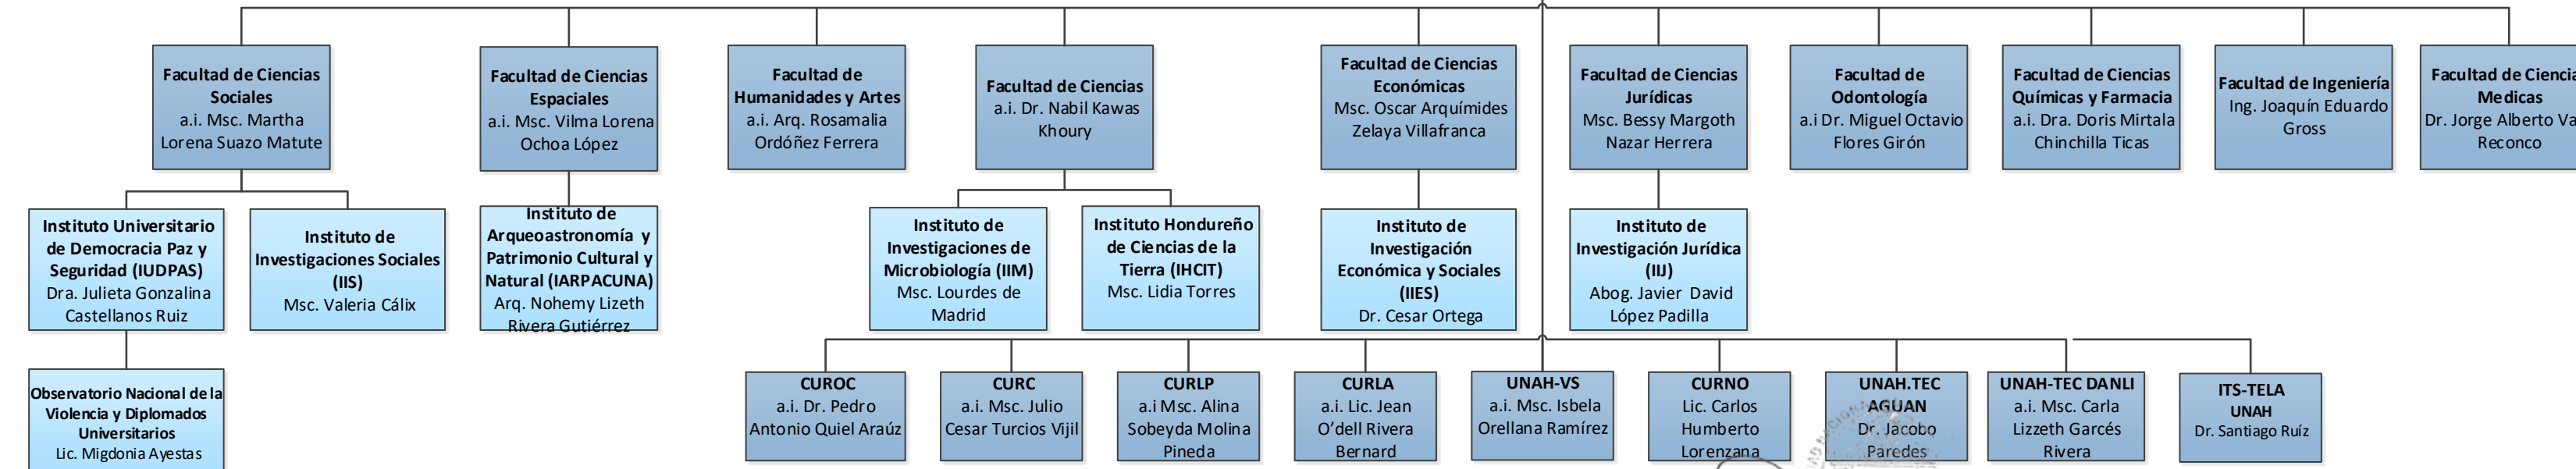 Facultad de Ciencias
Sociales
a.i. Msc. Martha
Lorena Suazo Matute
Facultad de Ciencias
Espaciales
a.i. Msc. Vilma Lorena
Ochoa López
Facultad de
Humanidades y Artes
a.i. Arq. Rosamalia
Ordóñez Ferrera
Facultad de Ciencias
a.i. Dr. Nabil Kawas
Khoury
Facultad de Ciencias
Económicas
Msc. Oscar Arquímides
Zelaya Villafranca
Facultad de Ciencias
Jurídicas
Msc. Bessy Margoth
Nazar Herrera
Facultad de
Odontología
a.i Dr. Miguel Octavio
Flores Girón
Facultad de Ciencias
Químicas y Farmacia
a.i. Dra. Doris Mirtala
Chinchilla Ticas
Facultad de Ingeniería
Ing. Joaquín Eduardo
Gross
Facultad de
Medicas
Dr. Jorge Alberto
Reconco
Instituto Universitario
de Democracia Paz y
Seguridad (IUDPAS)
Dra. Julieta Gonzalina
Castellanos Ruiz
Instituto de
Investigaciones Sociales
(IIS)
Msc. Valeria Cálix
Instituto de
Arqueoastronomía y
Patrimonio Cultural y
Natural (IARPACUNA)
Arq. Nohemy Lizeth
Rivera Gutiérrez
Instituto de
Investigaciones de
Microbiología (IIM)
Msc. Lourdes de
Madrid
Instituto Hondureño
de Ciencias de la
Tierra (IHCIT)
Msc. Lidia Torres
Instituto de
Investigación
Económica y Sociales
(IIES)
Dr. Cesar Ortega
Instituto de
Investigación Jurídica
(IIJ)
Abog. Javier David
López Padilla
Observatorio Nacional de la
Violencia y Diplomados
Universitarios
Lic. Migdonia Ayestas
CUROC
a.i. Dr. Pedro
Antonio Quiel Araúz
CURC
a.i. Msc. Julio
Cesar Turcios Vijil
CURLP
a.i Msc. Alina
Sobeyda Molina
Pineda
CURLA
a.i. Lic. Jean
O’dell Rivera
Bernard
UNAH-VS
a.i. Msc. Isbela
Orellana Ramírez
CURNO
Lic. Carlos
Humberto
Lorenzana
UNAH.TEC
AGUAN
Dr. Jacobo
Paredes
UNAH-TEC DANLI
a.i. Msc. Carla
Lizzeth Garcés
Rivera
ITS-TELA
UNAH
Dr. Santiago Ruíz